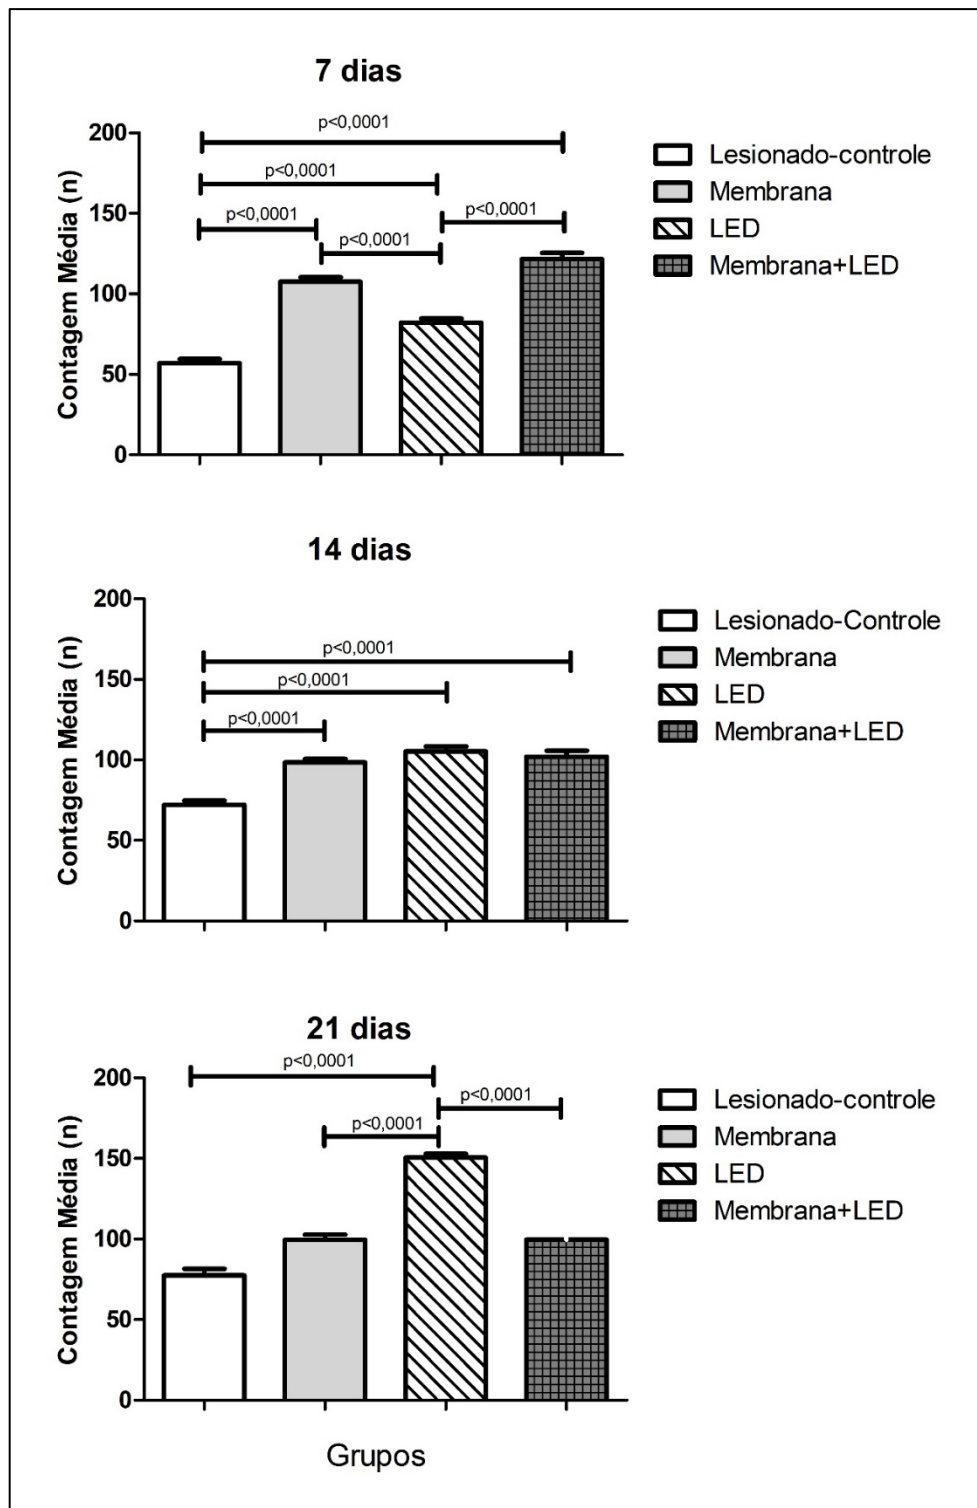 7 dias
Contagem Média (n)
200
150
100
50
0
p<0,0001
p<0,0001
p<0,0001
p<0,0001
p<0,0001
Lesionado-controle
Membrana
LED
Membrana+LED
14 dias
Contagem Média (n)
200
150
100
50
0
p<0,0001
p<0,0001
p<0,0001
Lesionado-Controle
Membrana
LED
Membrana+LED
21 dias
Contagem Média (n)
200
150
100
50
0
p<0,0001
p<0,0001
p<0,0001
Lesionado-controle
Membrana
LED
Membrana+LED
Grupos